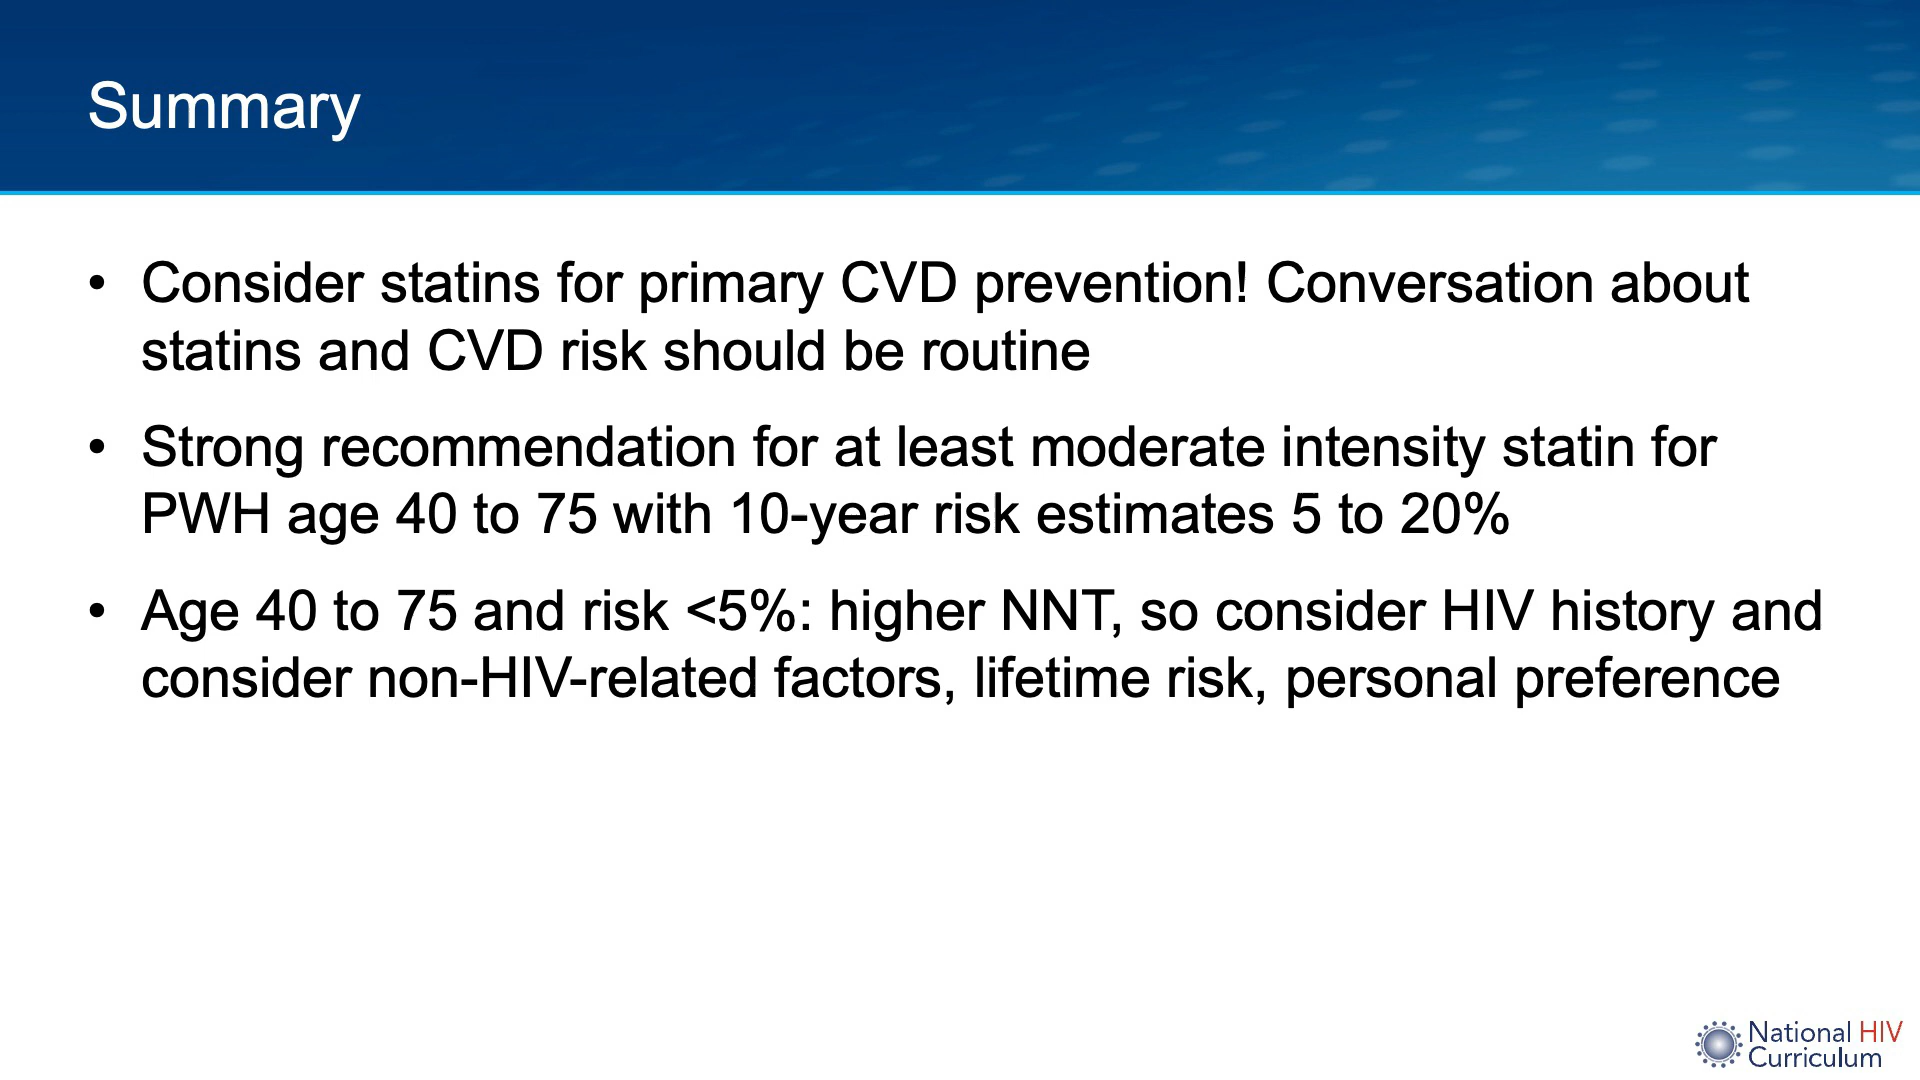 Summary
• Consider statins for primary CVD prevention! Conversation about
statins and CVD risk should be routine
• Strong recommendation for at least moderate intensity statin for
PWH age 40 to 75 with 10-year risk estimates 5 to 20%
• Age 40 to 75 and risk <5%: higher NNT, so consider HIV history and
consider non-HIV-related factors, lifetime risk, personal preference
National HIV
Curriculum